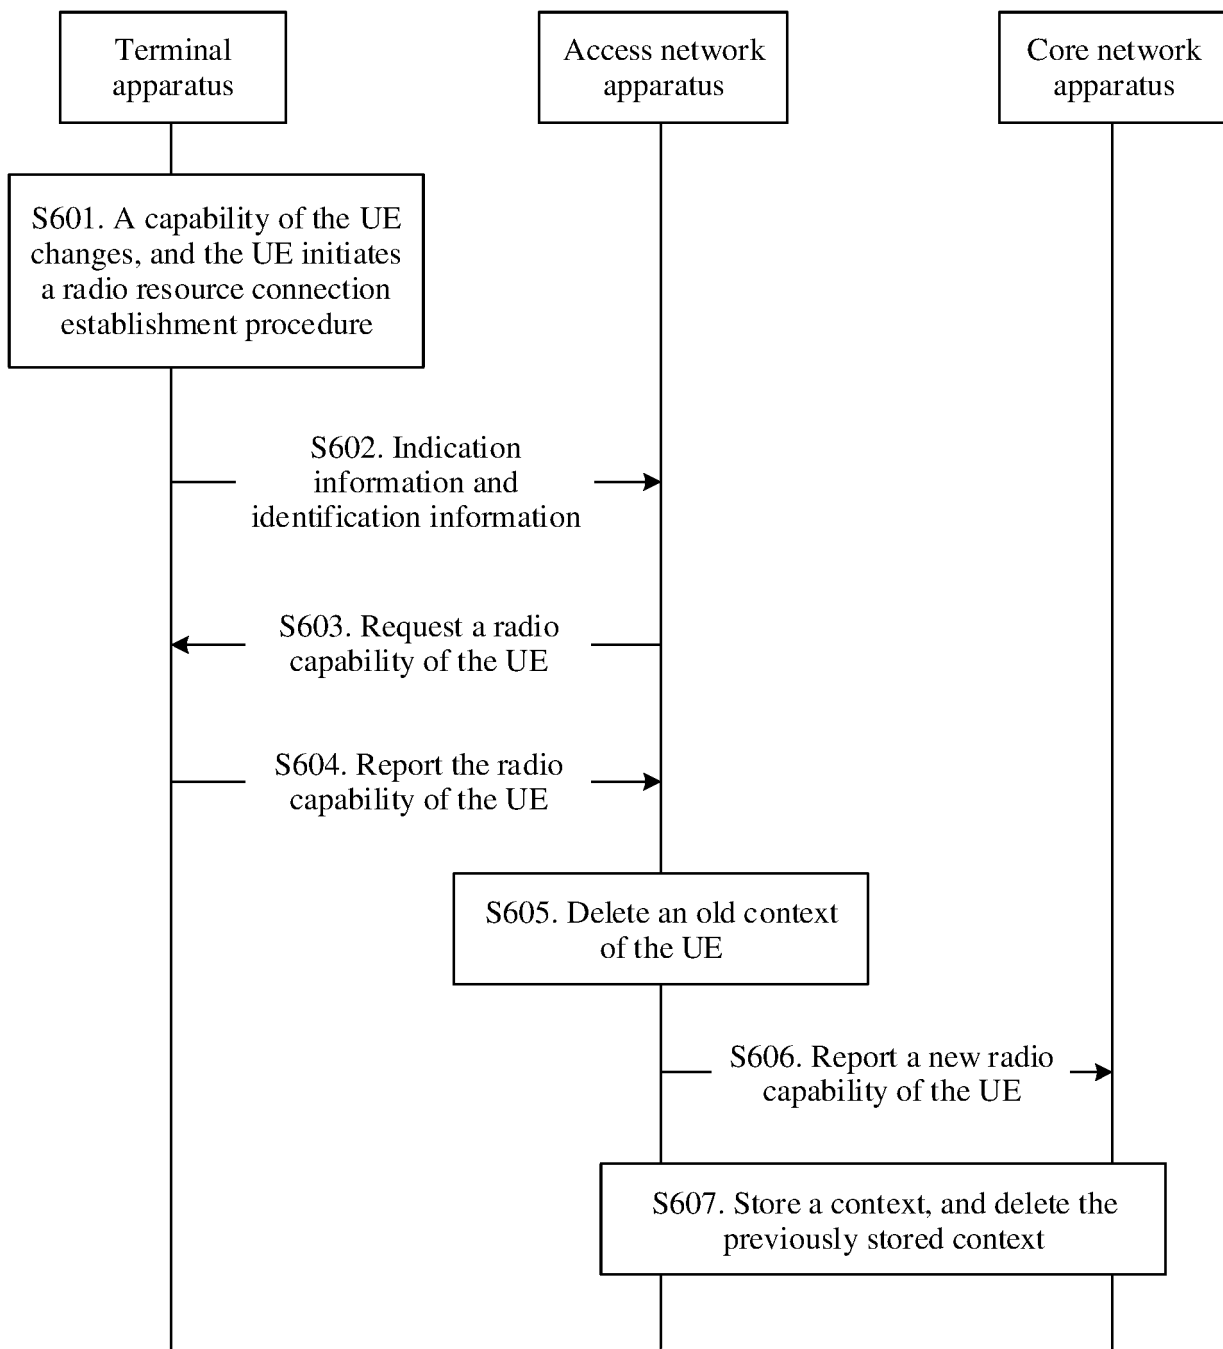 Terminal
apparatus
Access network
apparatus
Core network
apparatus
S601. A capability of the UE
changes, and the UE initiates
a radio resource connection
establishment procedure
S602. Indication
information and
identification information
S603. Request a radio
capability of the UE
S604. Report the radio
capability of the UE
S605. Delete an old context
of the UE
S606. Report a new radio
capability of the UE
S607. Store a context, and delete the
previously stored context